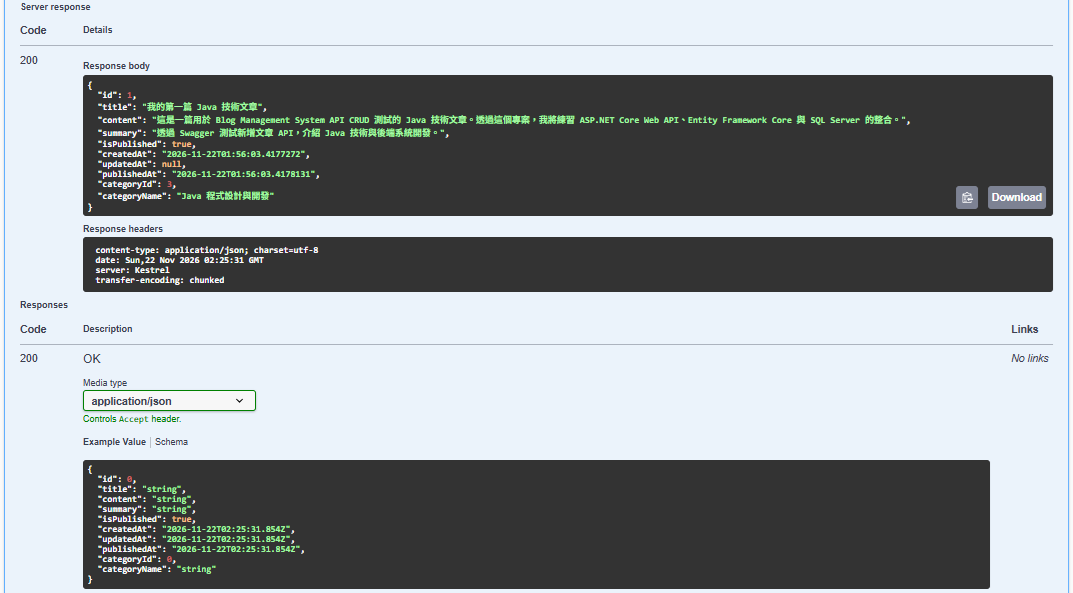 Server response
Code Details
200
Response body
{
"id": 1,
"title": "我的第一篇 Java 技術文章",
"content": "這是一篇用於 Blog Management System API CRUD 測試的 Java 技術文章。透過這個專案，我將練習 ASP.NET Core Web API、Entity Framework Core 與 SQL Server 的整合。",
"summary": "透過 Swagger 測試新增文章 API，介紹 Java 技術與後端系統開發。",
"isPublished": true,
"createdAt": "2026-11-22T01:56:03.4177272",
"updatedAt": null,
"publishedAt": "2026-11-22T01:56:03.4178131",
"categoryId": 3,
"categoryName": "Java 程式設計與開發"
}
Download
Response headers
content-type: application/json; charset=utf-8
date: Sun,22 Nov 2026 02:25:31 GMT
server: Kestrel
transfer-encoding: chunked
Responses
Code Description Links
200 OK No links
Media type
application/json
Controls Accept header.
Example Value Schema
{
"id": 0,
"title": "string",
"content": "string",
"summary": "string",
"isPublished": true,
"createdAt": "2026-11-22T02:25:31.854Z",
"updatedAt": "2026-11-22T02:25:31.854Z",
"publishedAt": "2026-11-22T02:25:31.854Z",
"categoryId": 0,
"categoryName": "string"
}